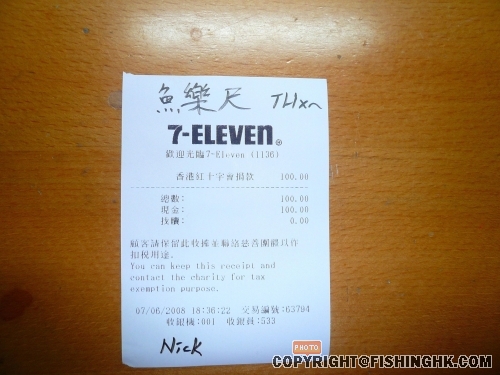 魚樂尺
7-ELEVEN®
歡迎光臨7-Eleven (1136)
香港紅十字會捐款 100.00
總數: 100.00
現金: 100.00
找續: 0.00
顧客請保留此收據並聯絡慈善團體以作
扣稅用途.
You can keep this receipt and
contact the charity for tax
exemption purpose.
07/06/2008 18:36:22 交易編號:63794
收銀機:001 收銀員:533
Nick
PHOTO
COPYRIGHT@FISHINGHK.COM